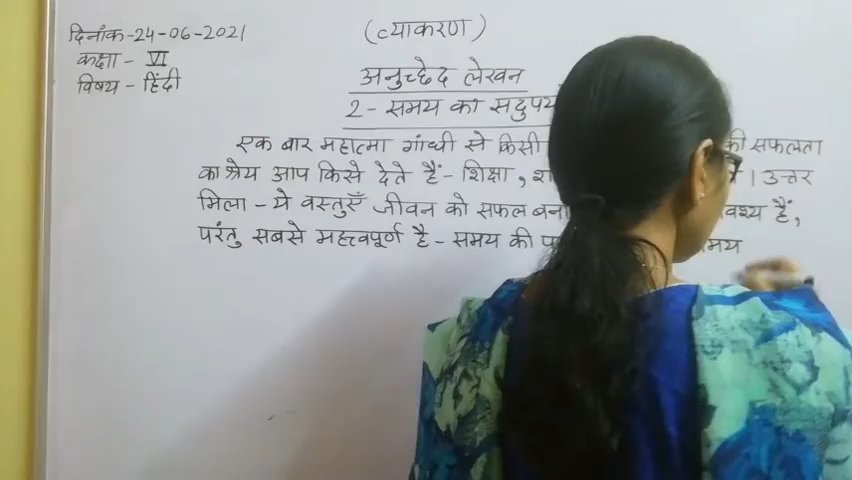 दिनांक-24-06-2021
(व्याकरण)
कक्षा - VI
विषय - हिंदी
अनुच्छेद लेखन
2 - समय का सदुपय
एक बार महात्मा गांधी से किसी की सफलता
का श्रेय आप किसे देते हैं - शिक्षा, । उत्तर
मिला - ये वस्तुएँ जीवन को सफल बना वश्य हैं,
परंतु सबसे महत्त्वपूर्ण है - समय की मय